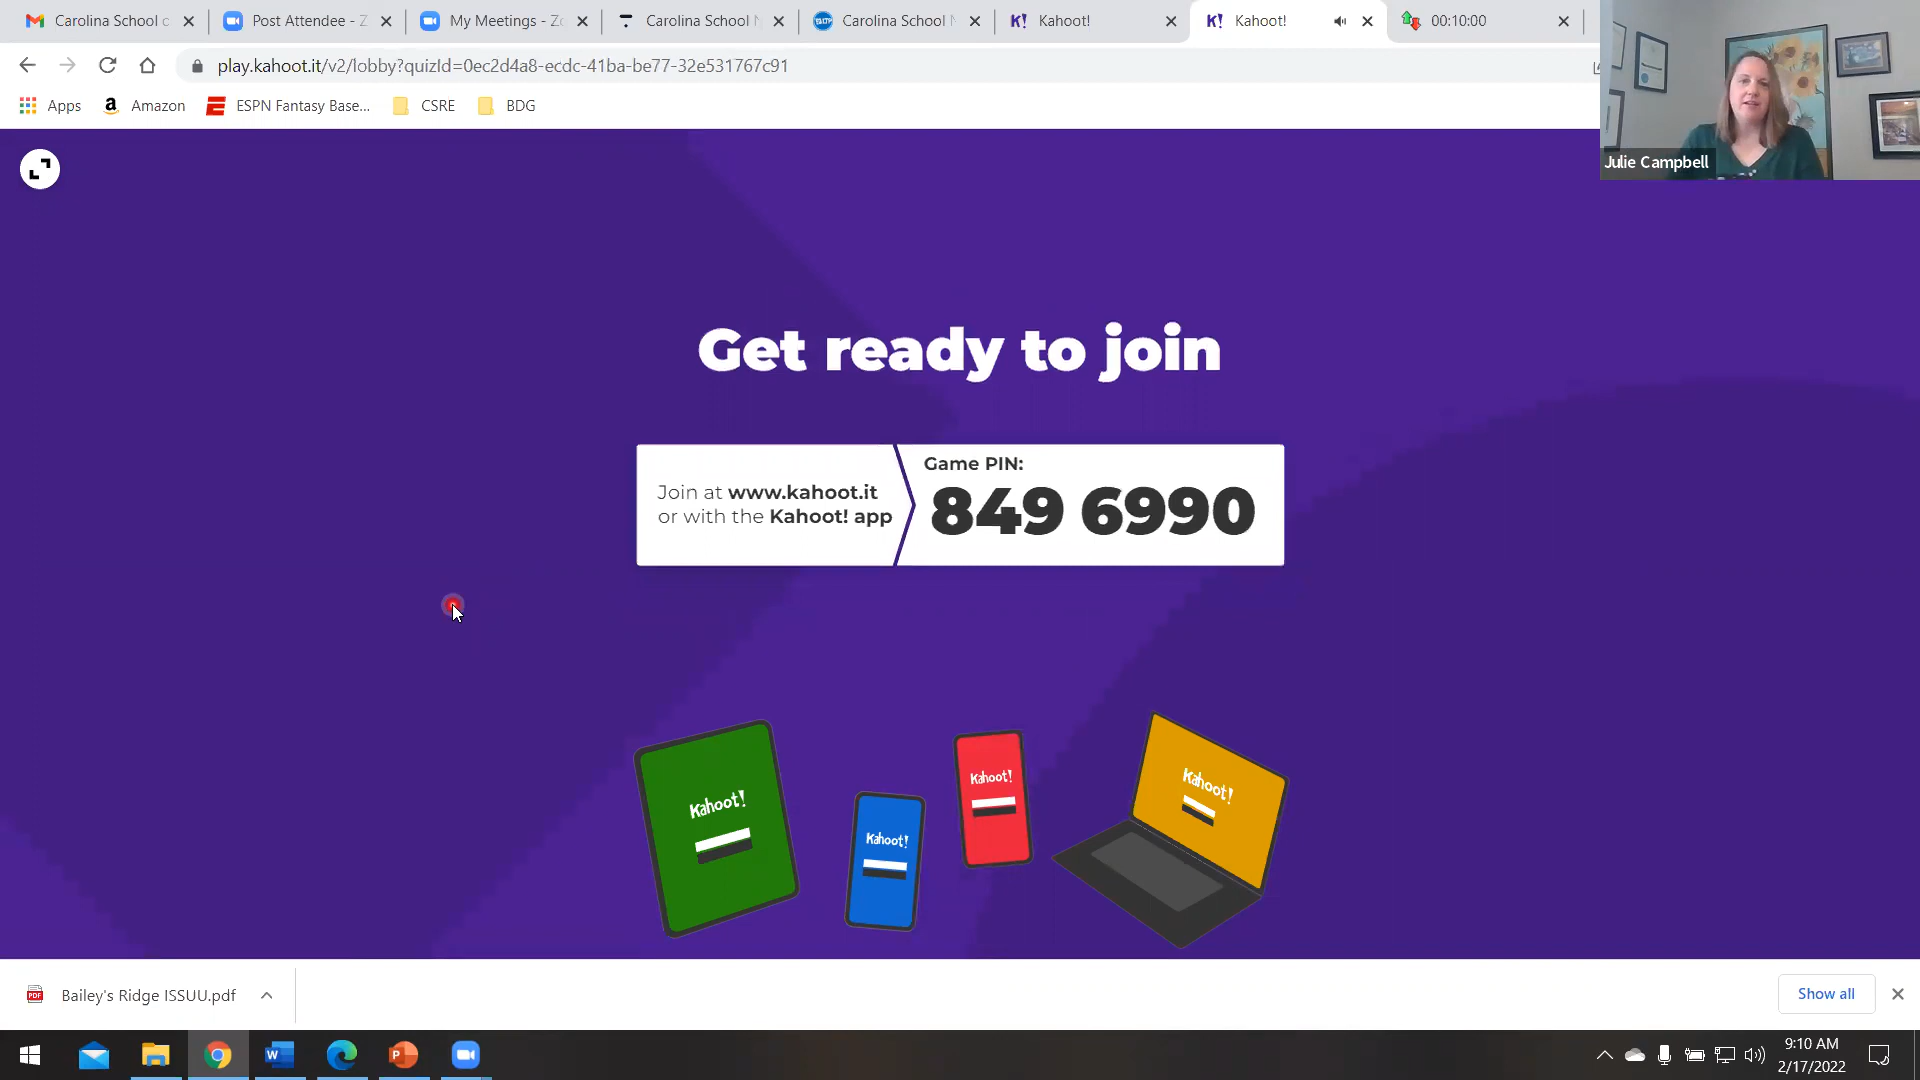 Carolina School o
Post Attendee - Z
My Meetings - Zo
Carolina School N
Carolina School N
K! Kahoot!
K! Kahoot!
00:10:00
play.kahoot.it/v2/lobby?quizId=0ec2d4a8-ecdc-41ba-be77-32e531767c91
Apps
a Amazon
ESPN Fantasy Base...
CSRE
BDG
Julie Campbell
Get ready to join
Join at www.kahoot.it
or with the Kahoot! app
Game PIN:
849 6990
Kahoot!
Kahoot!
Kahoot!
Kahoot!
PDF
Bailey's Ridge ISSUU.pdf
Show all
W
P
9:10 AM
2/17/2022